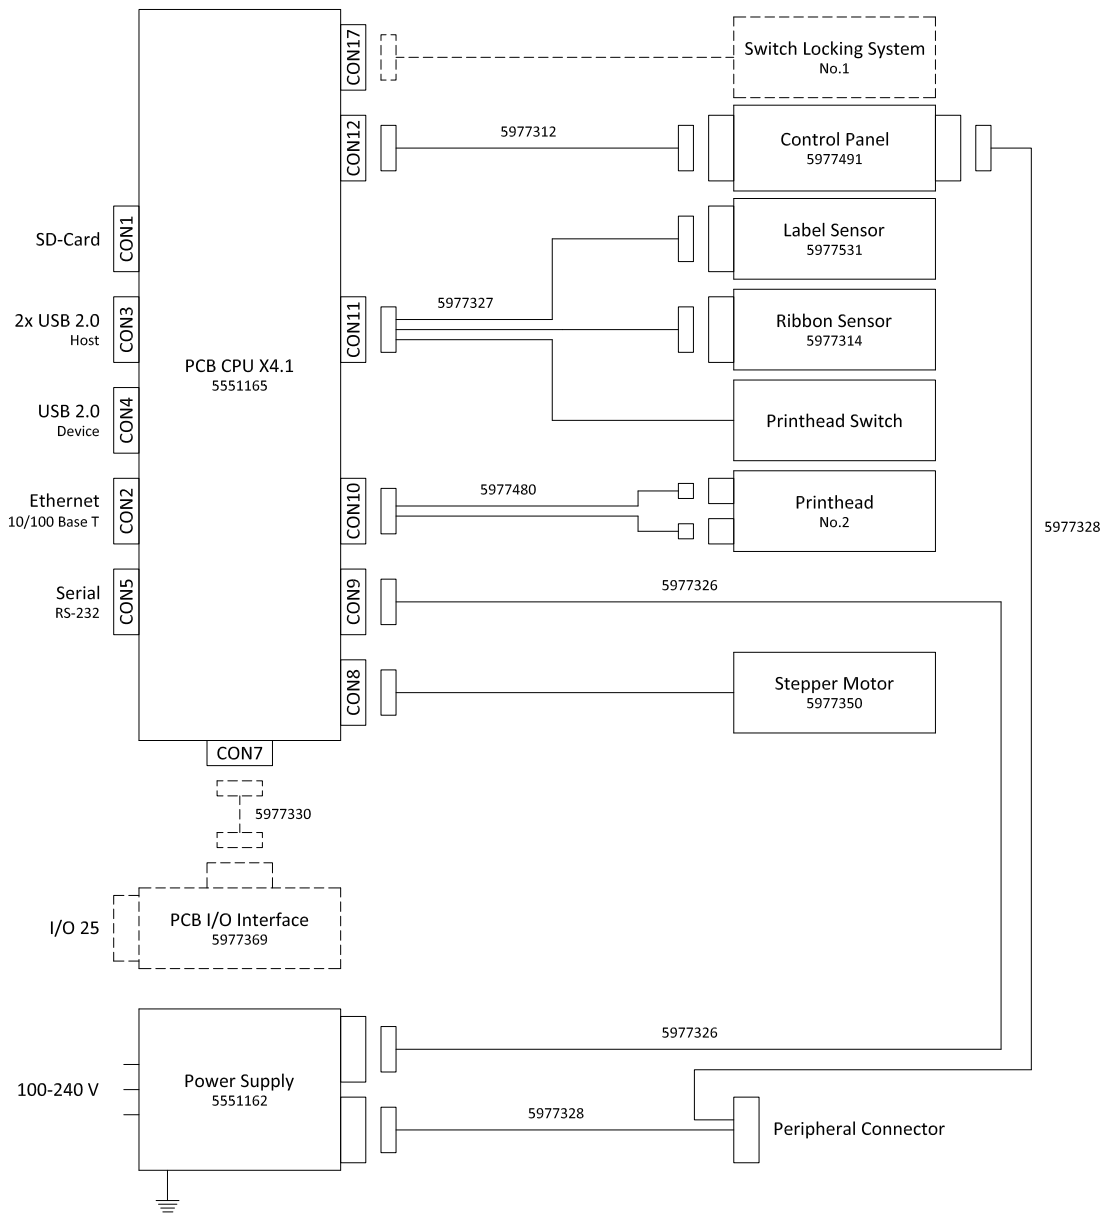 CON17
Switch Locking System
No.1
CON12
5977312
Control Panel
5977491
SD-Card
CON1
Label Sensor
5977531
2x USB 2.0
Host
CON3
CON11
5977327
Ribbon Sensor
5977314
PCB CPU X4.1
5551165
USB 2.0
Device
CON4
Printhead Switch
Ethernet
10/100 Base T
CON2
CON10
5977480
Printhead
No.2
5977328
Serial
RS-232
CON5
CON9
5977326
CON8
Stepper Motor
5977350
CON7
5977330
I/O 25
PCB I/O Interface
5977369
5977326
100-240 V
Power Supply
5551162
5977328
Peripheral Connector